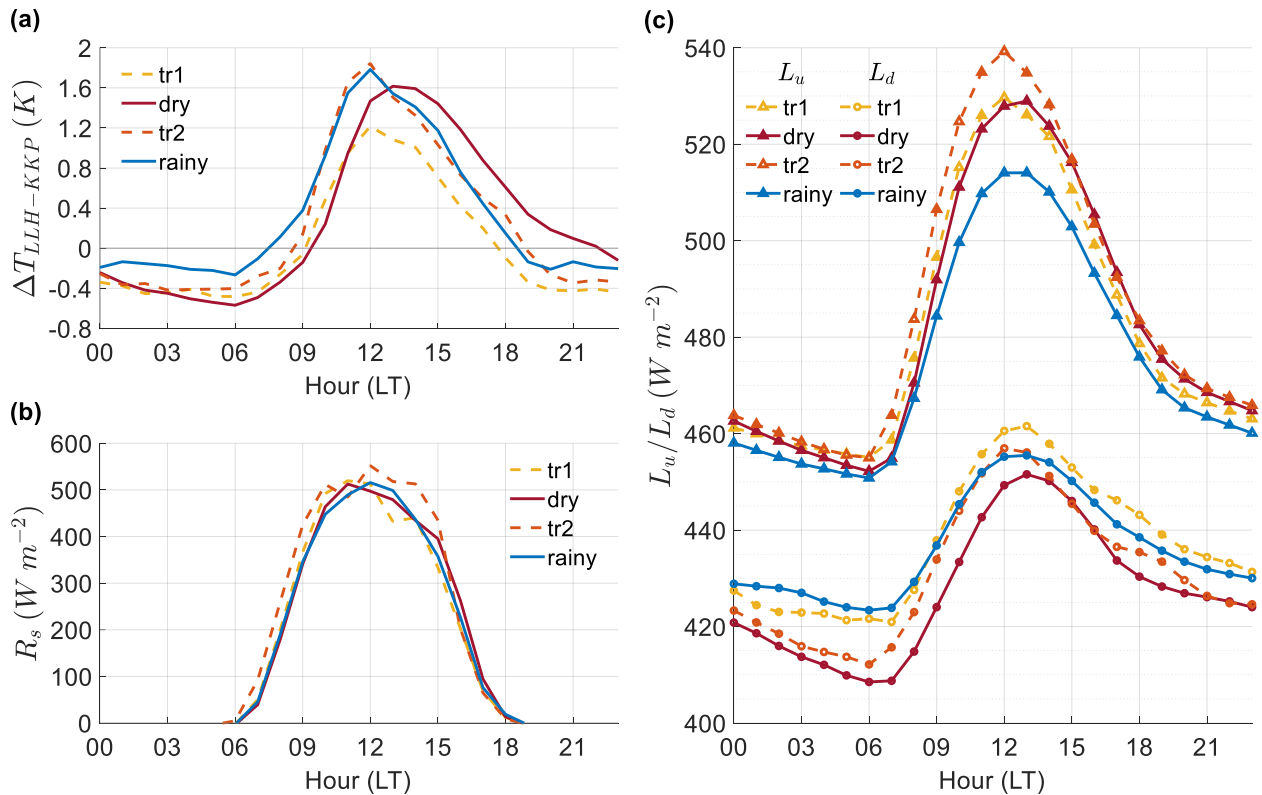 (a)
ΔT_{LLH−KKP} (K)
2
1.6
1.2
0.8
0.4
0
-0.4
-0.8
tr1
dry
tr2
rainy
00 03 06 09 12 15 18 21
Hour (LT)
(b)
R_s (W m^{−2})
600
500
400
300
200
100
0
tr1
dry
tr2
rainy
00 03 06 09 12 15 18 21
Hour (LT)
(c)
L_u/L_d (W m^{−2})
540
520
500
480
460
440
420
400
L_u L_d
tr1 tr1
dry dry
tr2 tr2
rainy rainy
00 03 06 09 12 15 18 21
Hour (LT)